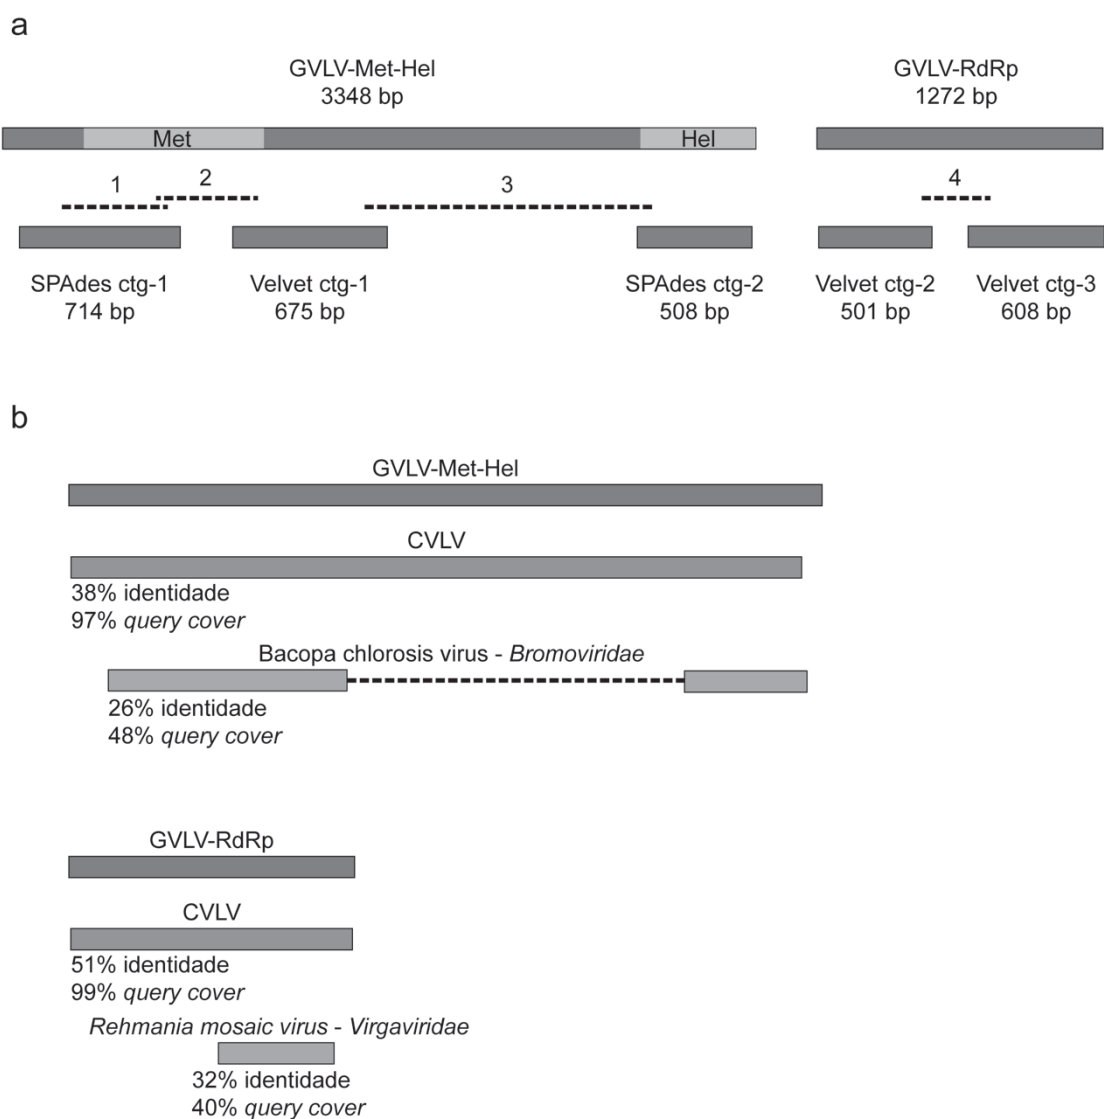 a
GVLV-Met-Hel
3348 bp
GVLV-RdRp
1272 bp
Met
Hel
1
2
3
4
SPAdes ctg-1
714 bp
Velvet ctg-1
675 bp
SPAdes ctg-2
508 bp
Velvet ctg-2
501 bp
Velvet ctg-3
608 bp
b
GVLV-Met-Hel
CVLV
38% identidade
97% query cover
Bacopa chlorosis virus - Bromoviridae
26% identidade
48% query cover
GVLV-RdRp
CVLV
51% identidade
99% query cover
Rehmania mosaic virus - Virgaviridae
32% identidade
40% query cover